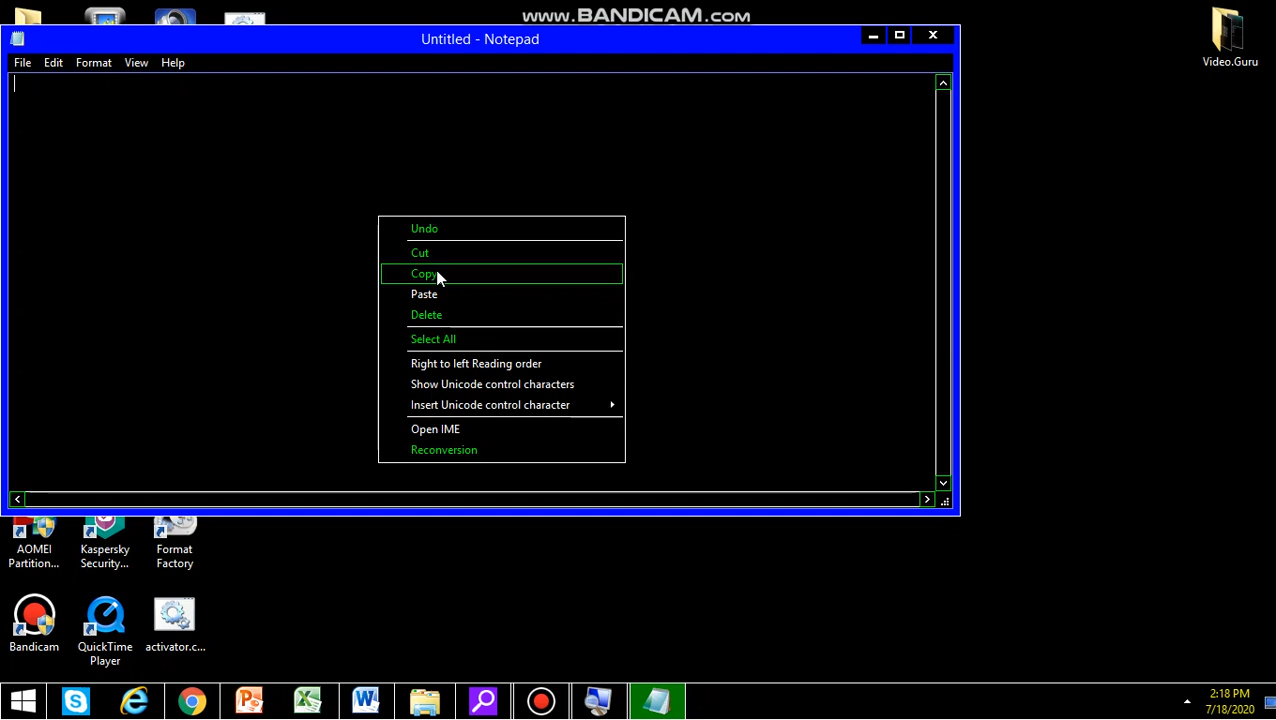 www.BANDICAM.com
Untitled - Notepad
File Edit Format View Help
Video.Guru
Undo
Cut
Copy
Paste
Delete
Select All
Right to left Reading order
Show Unicode control characters
Insert Unicode control character
Open IME
Reconversion
AOMEI
Partition...
Kaspersky
Security...
Format
Factory
Bandicam
QuickTime
Player
activator.c...
2:18 PM
7/18/2020